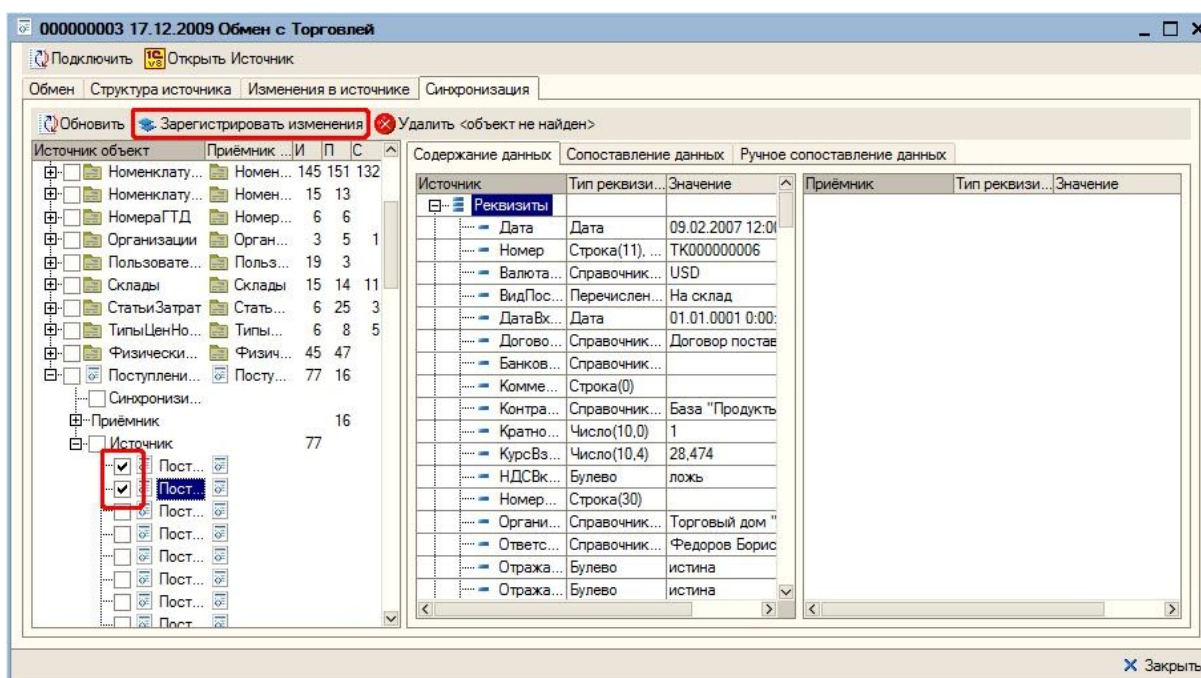 000000003 17.12.2009 Обмен с Торговлей
Подключить Открыть Источник
Обмен Структура источника Изменения в источнике Синхронизация
Обновить Зарегистрировать изменения Удалить <объект не найден>
Источник объект Приёмник ... И П С
Номенклату... Номен... 145 151 132
Номенклату... Номен... 15 13
НомераГТД Номер... 6 6
Организации Орган... 3 5 1
Пользовате... Польз... 19 3
Склады Склады 15 14 11
СтатьиЗатрат Стать... 6 25 3
ТипыЦенНо... Типы... 6 8 5
Физически... Физич... 45 47
Поступлени... Посту... 77 16
Синхронизи...
Приёмник 16
Источник 77
Пост...
Пост...
Пост...
Пост...
Пост...
Пост...
Пост...
Пост...
Содержание данных Сопоставление данных Ручное сопоставление данных
Источник Тип реквизи... Значение
Реквизиты
Дата Дата 09.02.2007 12:00
Номер Строка(11), ... ТК000000006
Валюта... Справочник... USD
ВидПос... Перечислен... На склад
ДатаВх... Дата 01.01.0001 0:00:
Догово... Справочник... Договор постав
Банков... Справочник...
Комме... Строка(0)
Контра... Справочник... База "Продукть
Кратно... Число(10,0) 1
КурсВз... Число(10,4) 28,474
НДСВк... Булево ложь
Номер... Строка(30)
Органи... Справочник... Торговый дом "
Ответс... Справочник... Федоров Борис
Отража... Булево истина
Отража... Булево истина
Приёмник Тип реквизи... Значение
Закрыть